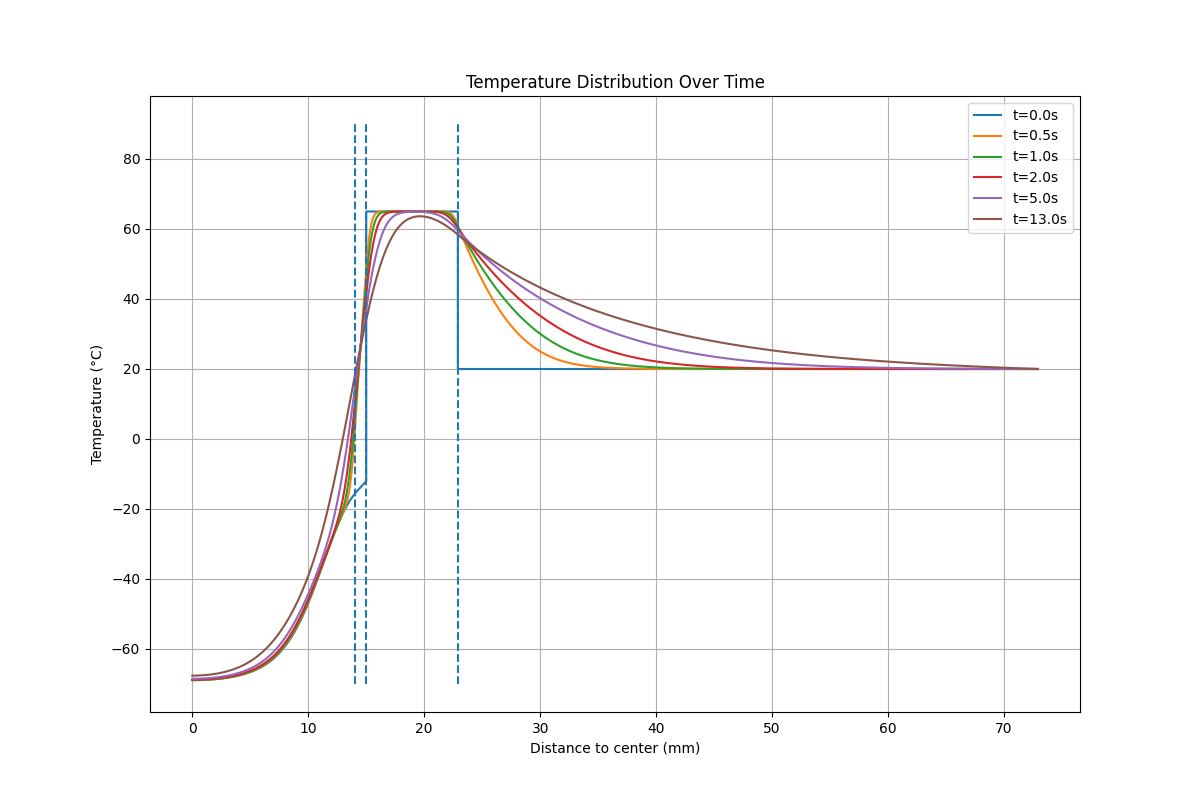 Temperature Distribution Over Time
t=0.0s
t=0.5s
t=1.0s
t=2.0s
t=5.0s
t=13.0s
Temperature (°C)
80
60
40
20
0
−20
−40
−60
0 10 20 30 40 50 60 70
Distance to center (mm)